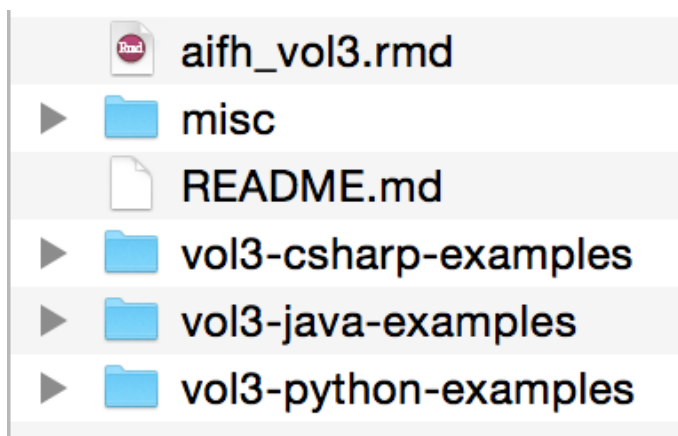 Rmd
aifh_vol3.rmd
misc
README.md
vol3-csharp-examples
vol3-java-examples
vol3-python-examples